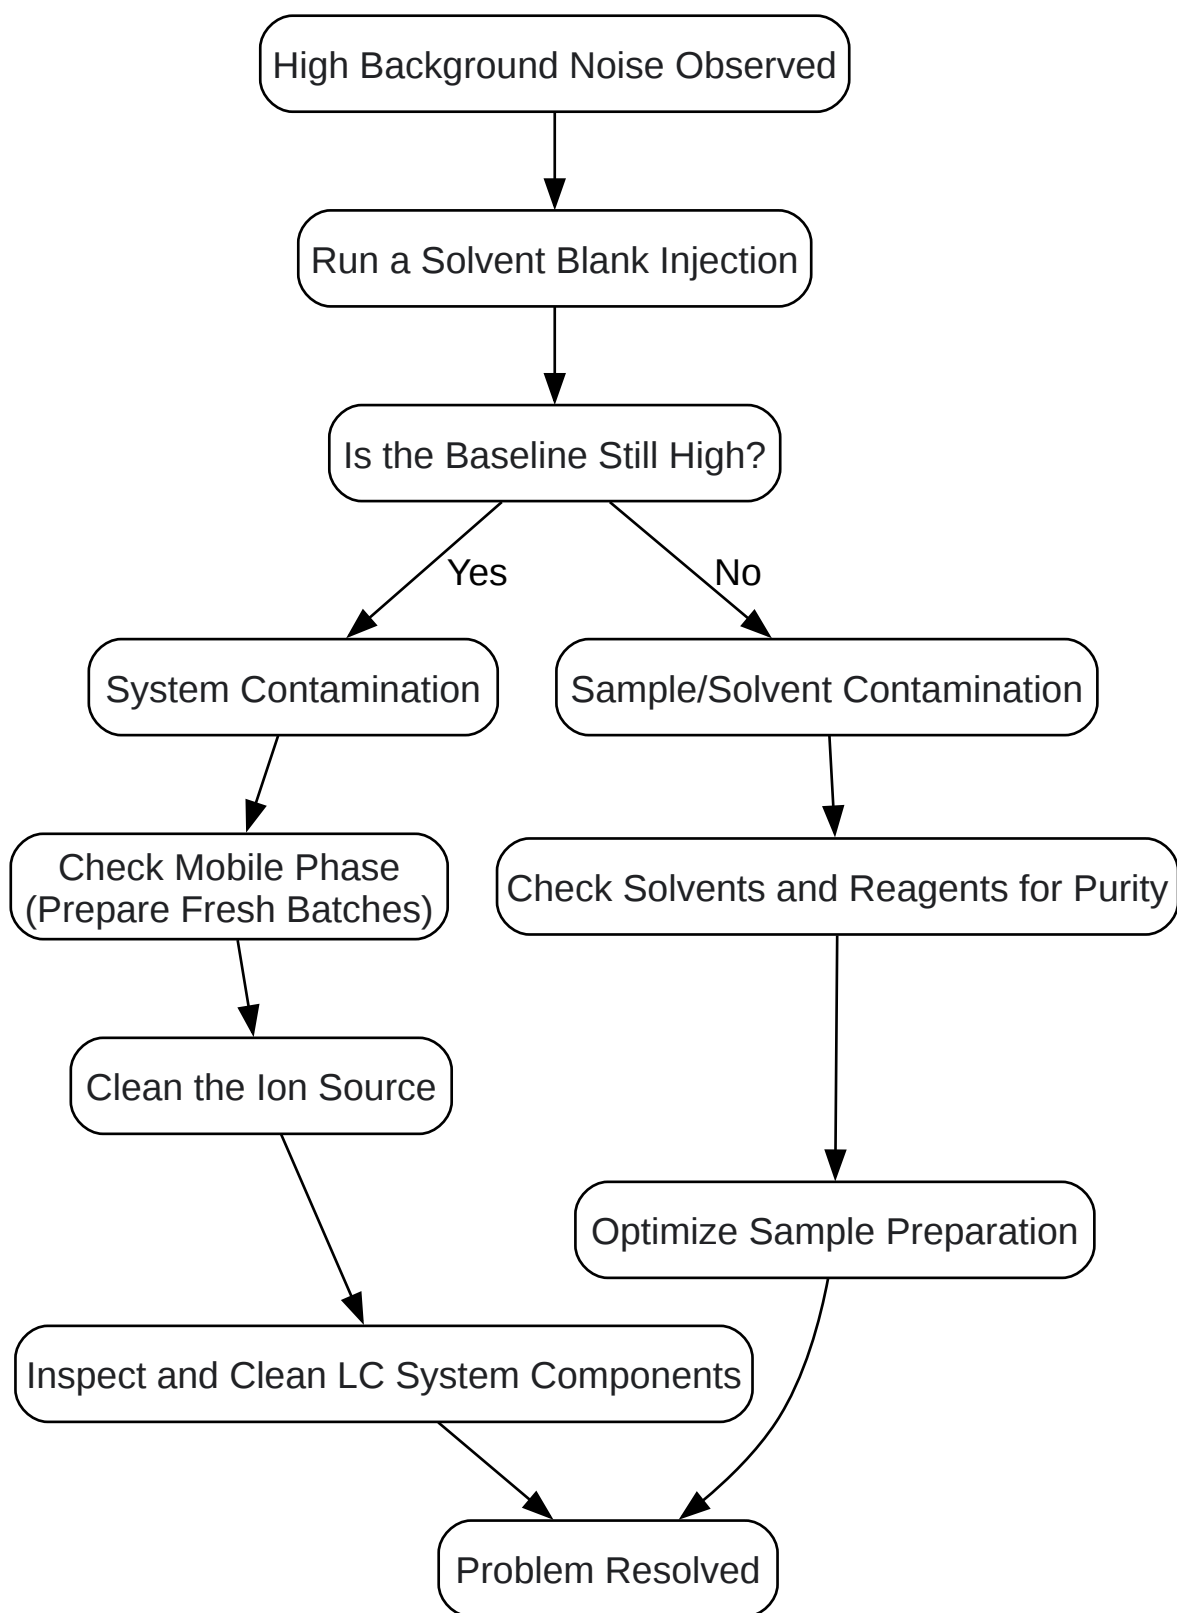 High Background Noise Observed
Run a Solvent Blank Injection
Is the Baseline Still High?
Yes
No
System Contamination
Sample/Solvent Contamination
Check Mobile Phase
(Prepare Fresh Batches)
Check Solvents and Reagents for Purity
Clean the Ion Source
Optimize Sample Preparation
Inspect and Clean LC System Components
Problem Resolved